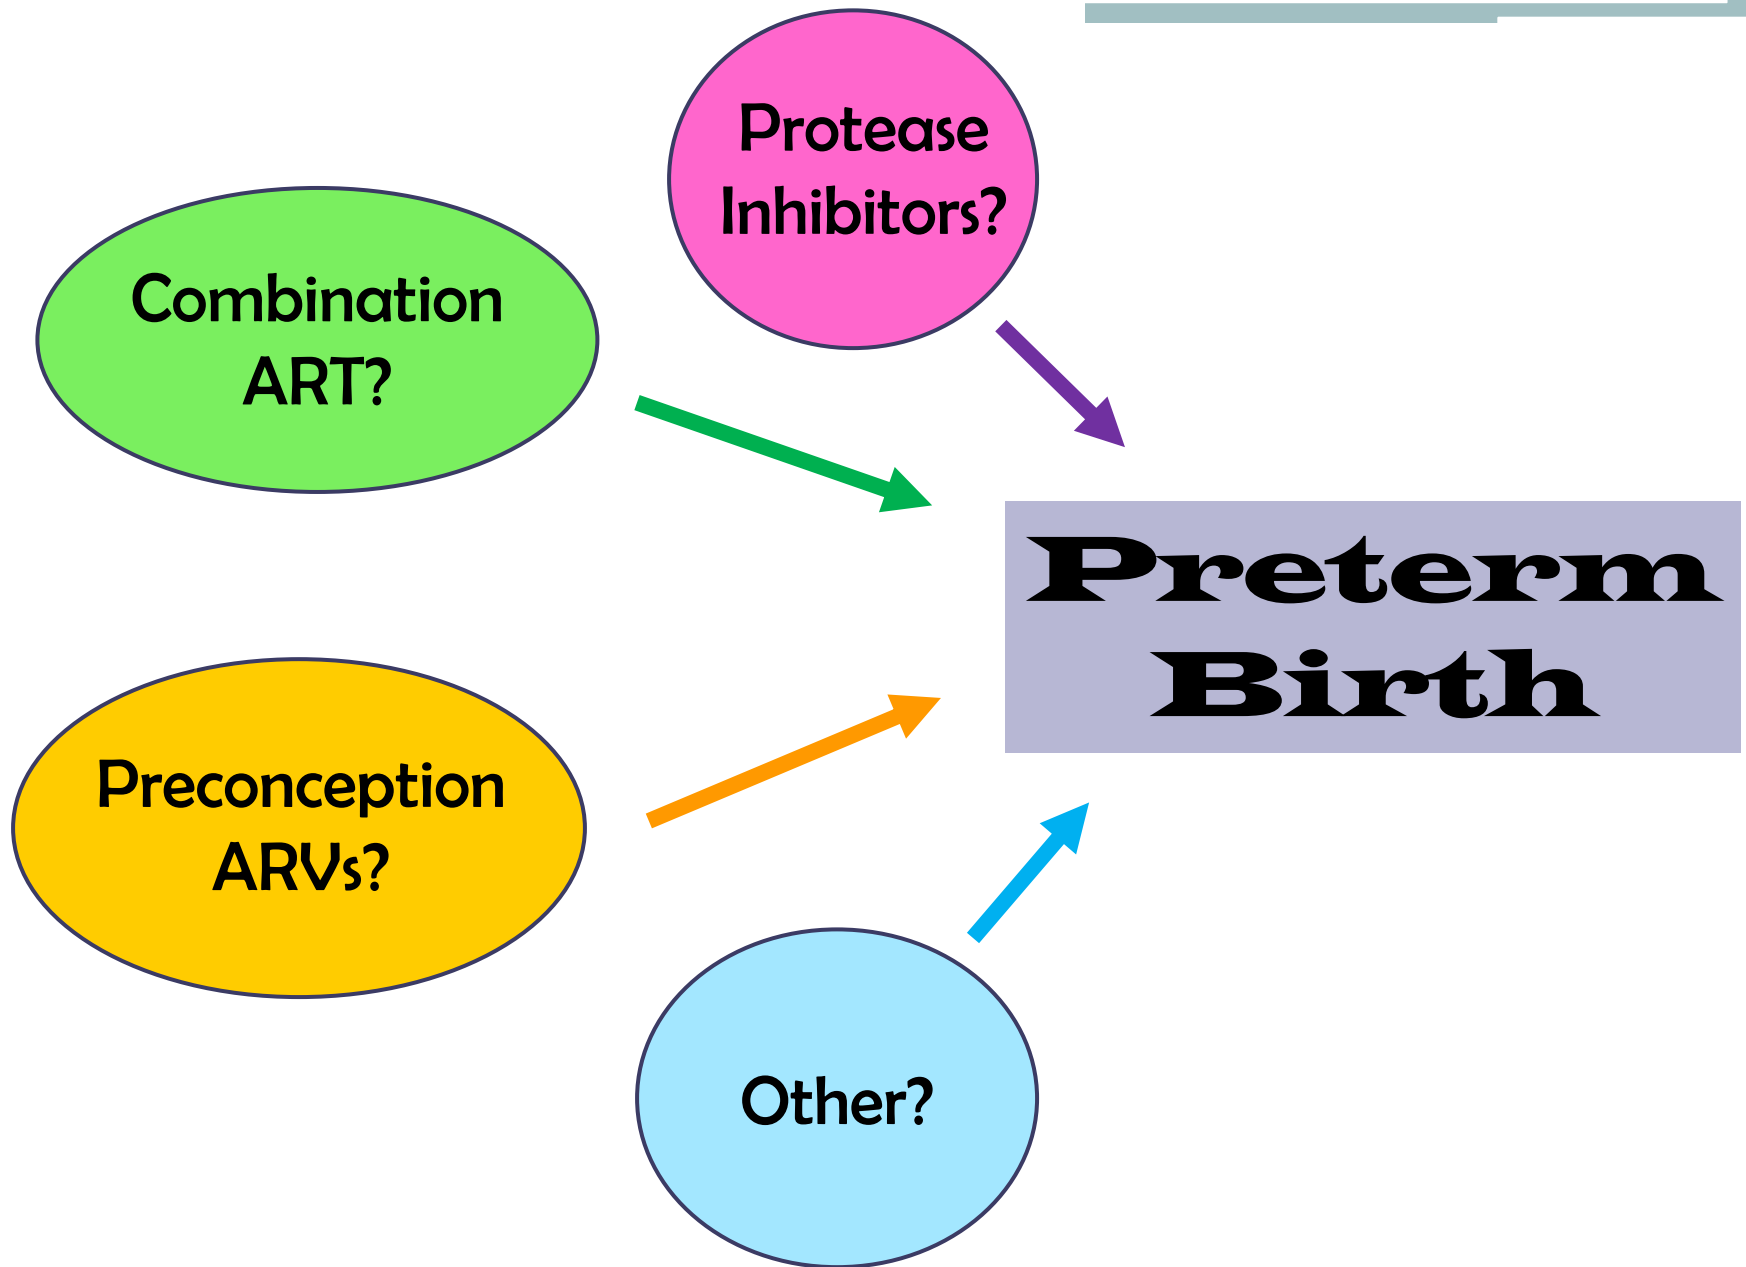 Protease
Inhibitors?
Combination
ART?
Preterm
Birth
Preconception
ARVs?
Other?